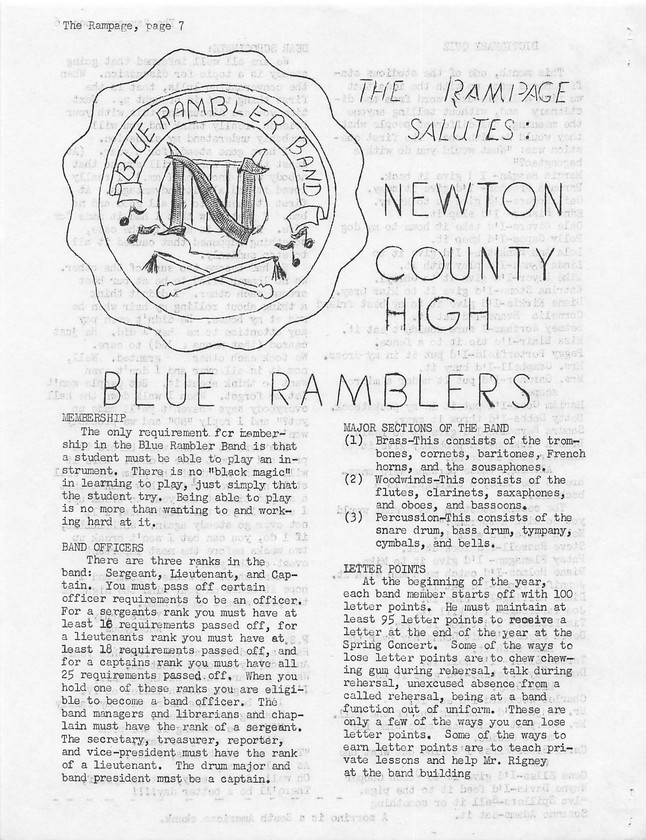 The Rampage, page 7
BLUE RAMBLER BAND
N
THE RAMPAGE
SALUTES:
NEWTON
COUNTY
HIGH
BLUE RAMBLERS
MEMBERSHIP
The only requirement for member-
ship in the Blue Rambler Band is that
a student must be able to play an in-
strument. There is no "black magic"
in learning to play, just simply that
the student try. Being able to play
is no more than wanting to and work-
ing hard at it.
BAND OFFICERS
There are three ranks in the
band: Sergeant, Lieutenant, and Cap-
tain. You must pass off certain
officer requirements to be an officer.
For a sergeants rank you must have at
least 16 requirements passed off, for
a lieutenants rank you must have at
least 18 requirements passed off, and
for a captains rank you must have all
25 requirements passed off. When you
hold one of these ranks you are eligi-
ble to become a band officer. The
band managers and librarians and chap-
lain must have the rank of a sergeant.
The secretary, treasurer, reporter,
and vice-president must have the rank
of a lieutenant. The drum major and
band president must be a captain.
MAJOR SECTIONS OF THE BAND
(1) Brass-This consists of the trom-
bones, cornets, baritones, French
horns, and the sousaphones.
(2) Woodwinds-This consists of the
flutes, clarinets, saxaphones,
and oboes, and bassoons.
(3) Percussion-This consists of the
snare drum, bass drum, tympany,
cymbals, and bells.
LETTER POINTS
At the beginning of the year,
each band member starts off with 100
letter points. He must maintain at
least 95 letter points to receive a
letter at the end of the year at the
Spring Concert. Some of the ways to
lose letter points are to chew chew-
ing gum during rehersal, talk during
rehersal, unexcused absence from a
called rehersal, being at a band
function out of uniform. These are
only a few of the ways you can lose
letter points. Some of the ways to
earn letter points are to teach pri-
vate lessons and help Mr. Rigney
at the band building